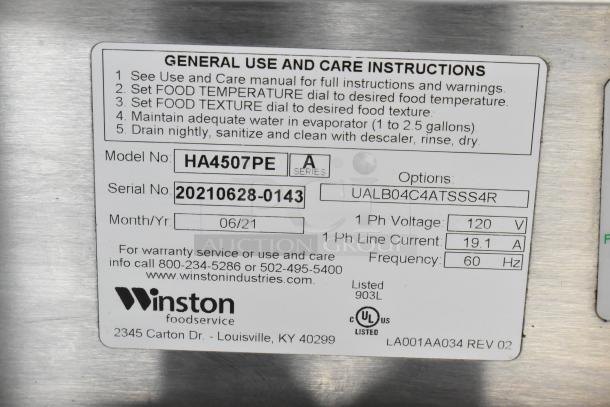 GENERAL USE AND CARE INSTRUCTIONS
1 See Use and Care manual for full instructions and warnings.
2. Set FOOD TEMPERATURE dial to desired food temperature.
3. Set FOOD TEXTURE dial to desired food texture.
4. Maintain adequate water in evaporator (1 to 2.5 gallons)
5. Drain nightly, sanitize and clean with descaler, rinse, dry.
Model No: HA4507PE A SERIES
Options:
Serial No. 20210628-0143 UALB04C4ATSSS4R
Month/Yr: 06/21 1 Ph Voltage: 120 V
1 Ph Line Current: 19.1 A
Frequency: 60 Hz
AUCTION GROUP
For warranty service or use and care
info call 800-234-5286 or 502-495-5400
www.winstonindustries.com.
Listed
903L
Winston
foodservice
C UL US
LISTED
2345 Carton Dr. - Louisville, KY 40299
LA001AA034 REV 02